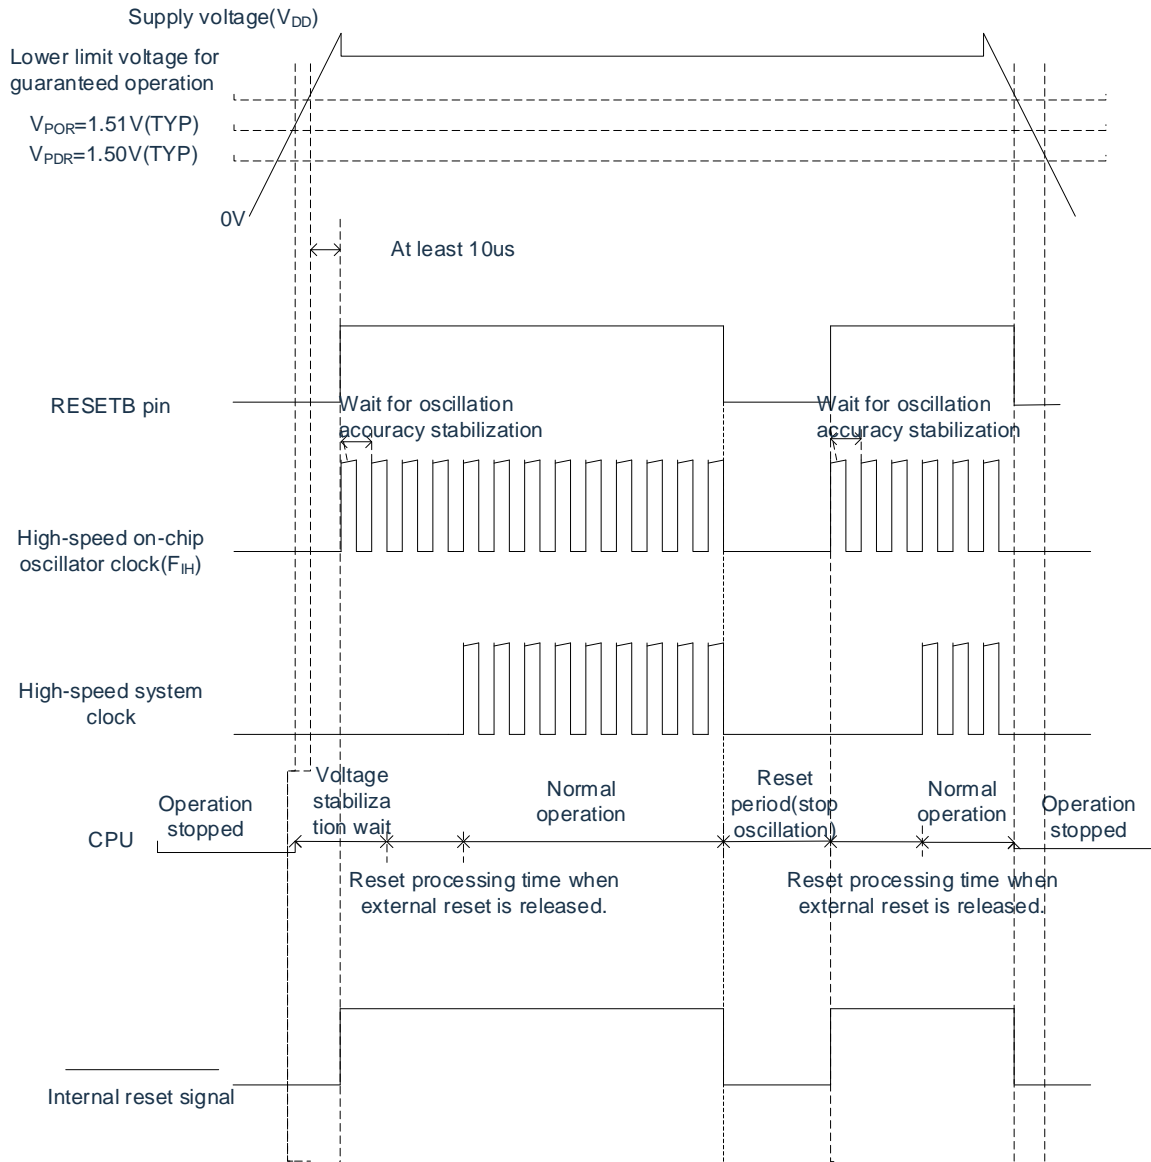 Supply voltage(VDD)
Lower limit voltage for
guaranteed operation
VPOR=1.51V(TYP)
VPDR=1.50V(TYP)
0V
At least 10us
RESETB pin
Wait for oscillation
accuracy stabilization
Wait for oscillation
accuracy stabilization
High-speed on-chip
oscillator clock(FIH)
High-speed system
clock
CPU
Operation
stopped
Voltage
stabiliza
tion wait
Normal
operation
Reset
period(stop
oscillation)
Normal
operation
Operation
stopped
Reset processing time when
external reset is released.
Reset processing time when
external reset is released.
Internal reset signal